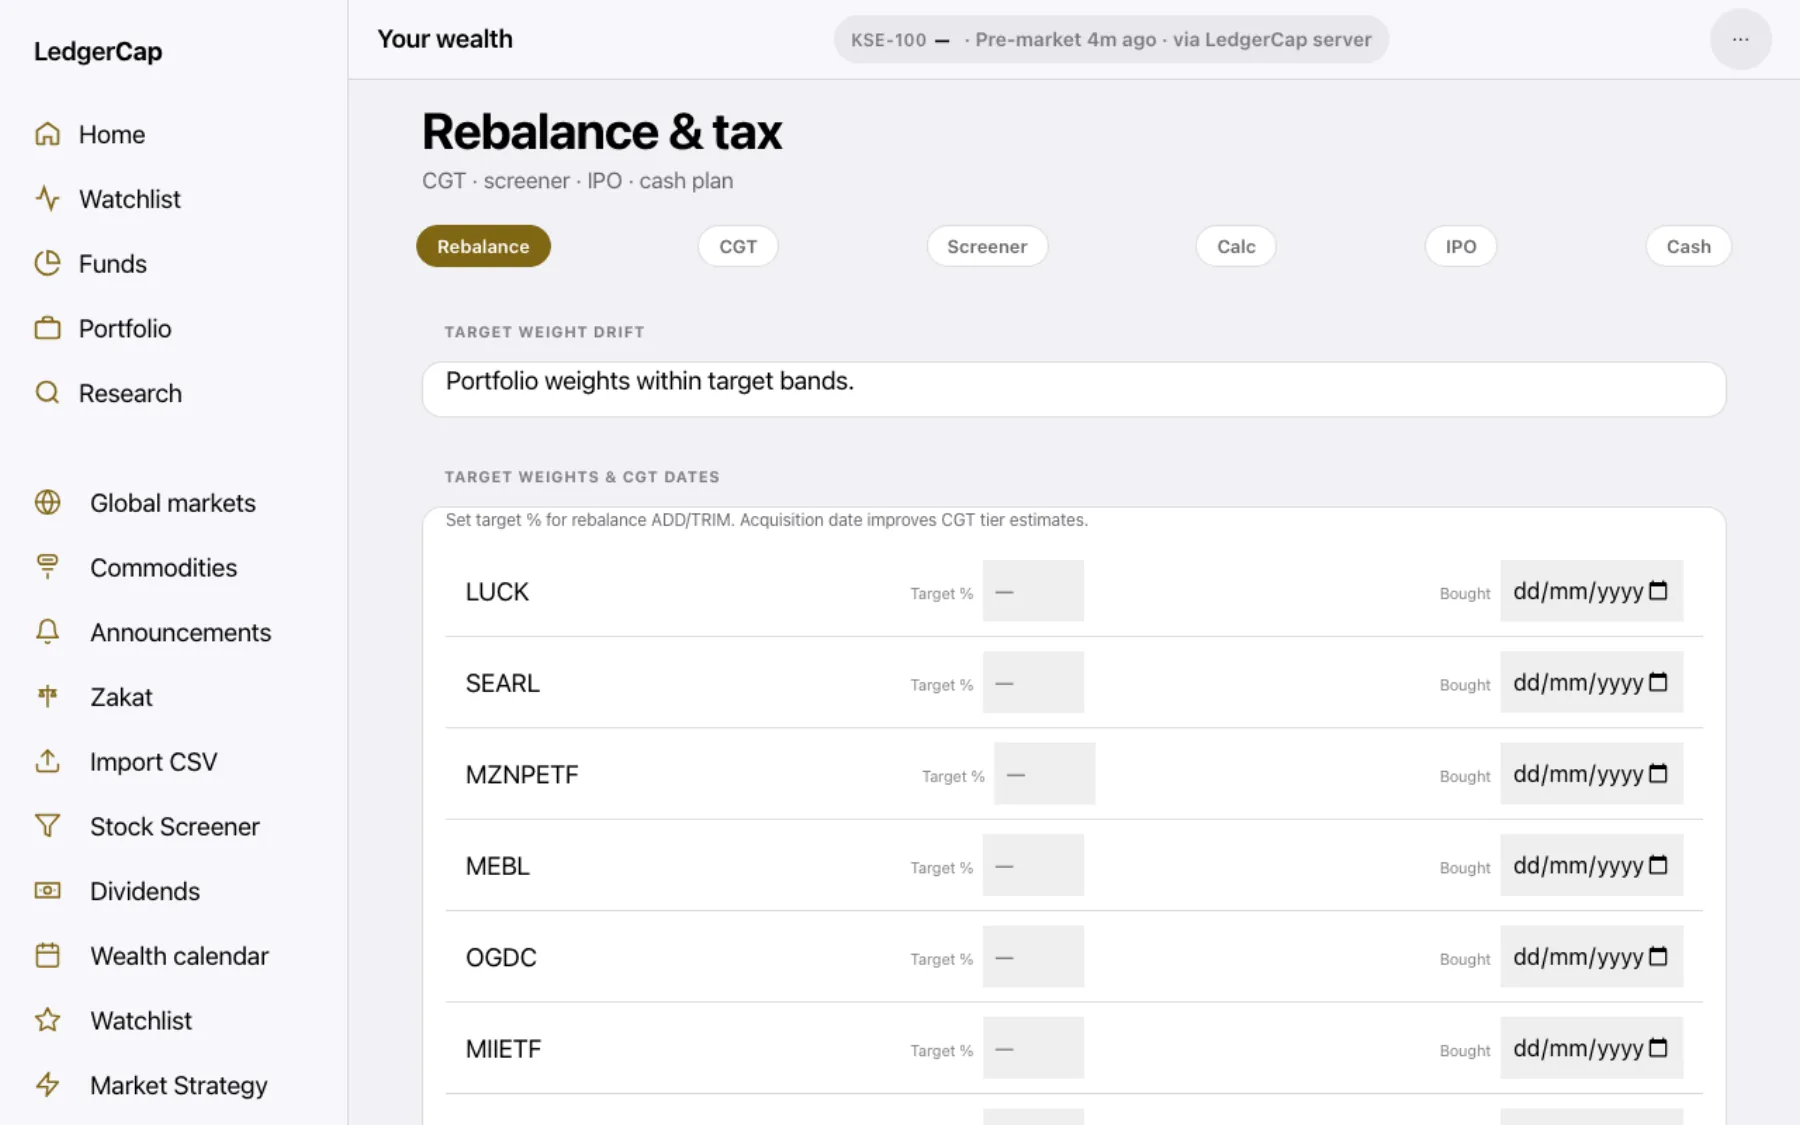 LedgerCap
Home
Watchlist
Funds
Portfolio
Research
Global markets
Commodities
Announcements
Zakat
Import CSV
Stock Screener
Dividends
Wealth calendar
Watchlist
Market Strategy
Your wealth
KSE-100 — · Pre-market 4m ago · via LedgerCap server
...
Rebalance & tax
CGT · screener · IPO · cash plan
Rebalance CGT Screener Calc IPO Cash
TARGET WEIGHT DRIFT
Portfolio weights within target bands.
TARGET WEIGHTS & CGT DATES
Set target % for rebalance ADD/TRIM. Acquisition date improves CGT tier estimates.
LUCK Target % — Bought dd/mm/yyyy
SEARL Target % — Bought dd/mm/yyyy
MZNPETF Target % — Bought dd/mm/yyyy
MEBL Target % — Bought dd/mm/yyyy
OGDC Target % — Bought dd/mm/yyyy
MIIETF Target % — Bought dd/mm/yyyy